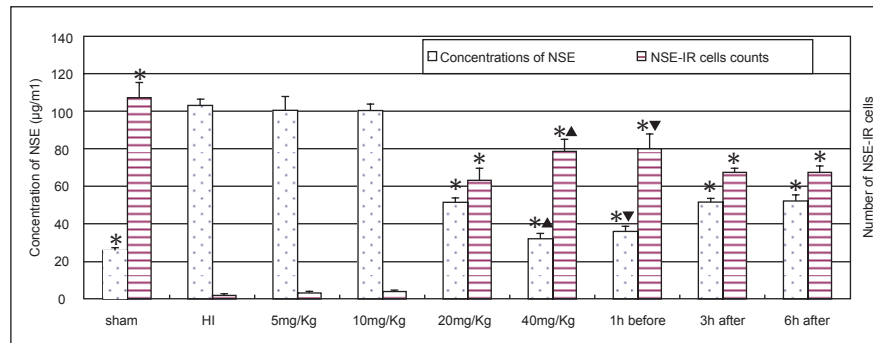 140
120
100
80
60
40
20
0
Concentration of NSE (µg/m1)
Number of NSE-IR cells
Concentrations of NSE
NSE-IR cells counts
*
*
*
*
*▲
*▲
*▼
*▼
*
*
*
*
sham
HI
5mg/Kg
10mg/Kg
20mg/Kg
40mg/Kg
1h before
3h after
6h after